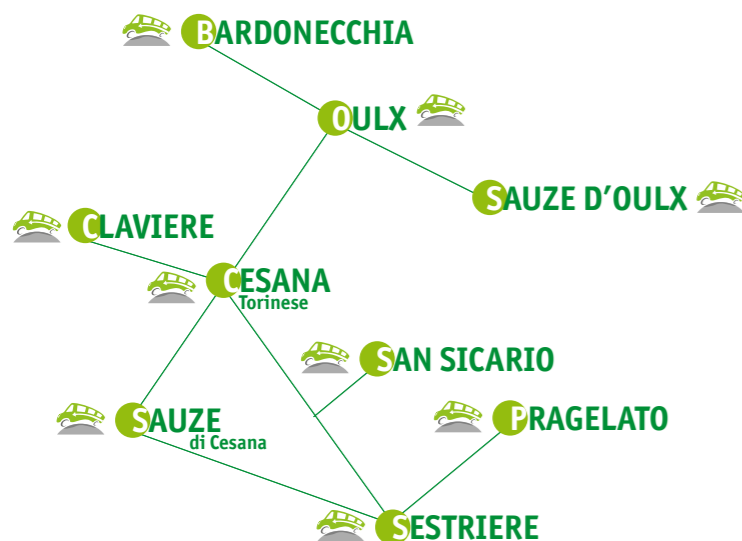 BARDONECCHIA
OULX
SAUZE D’OULX
CLAVIERE
CESANA
Torinese
SAN SICARIO
SAUZE
di Cesana
PRAGELATO
SESTRIERE